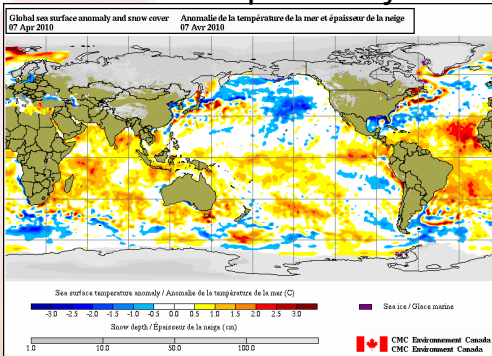 Global sea surface anomaly and snow cover
07 Apr 2010
Anomalie de la température de la mer et épaisseur de la neige
07 Avr 2010
Sea surface temperature anomaly / Anomalie de la température de la mer (C)
-3.0 -2.5 -2.0 -1.5 -1.0 -0.5 0.0 0.5 1.0 1.5 2.0 2.5 3.0
Sea ice / Glace marine
Snow depth / Épaisseur de la neige (cm)
1.0 10.0 50.0 100.0
CMC Environnement Canada
CMC Environment Canada